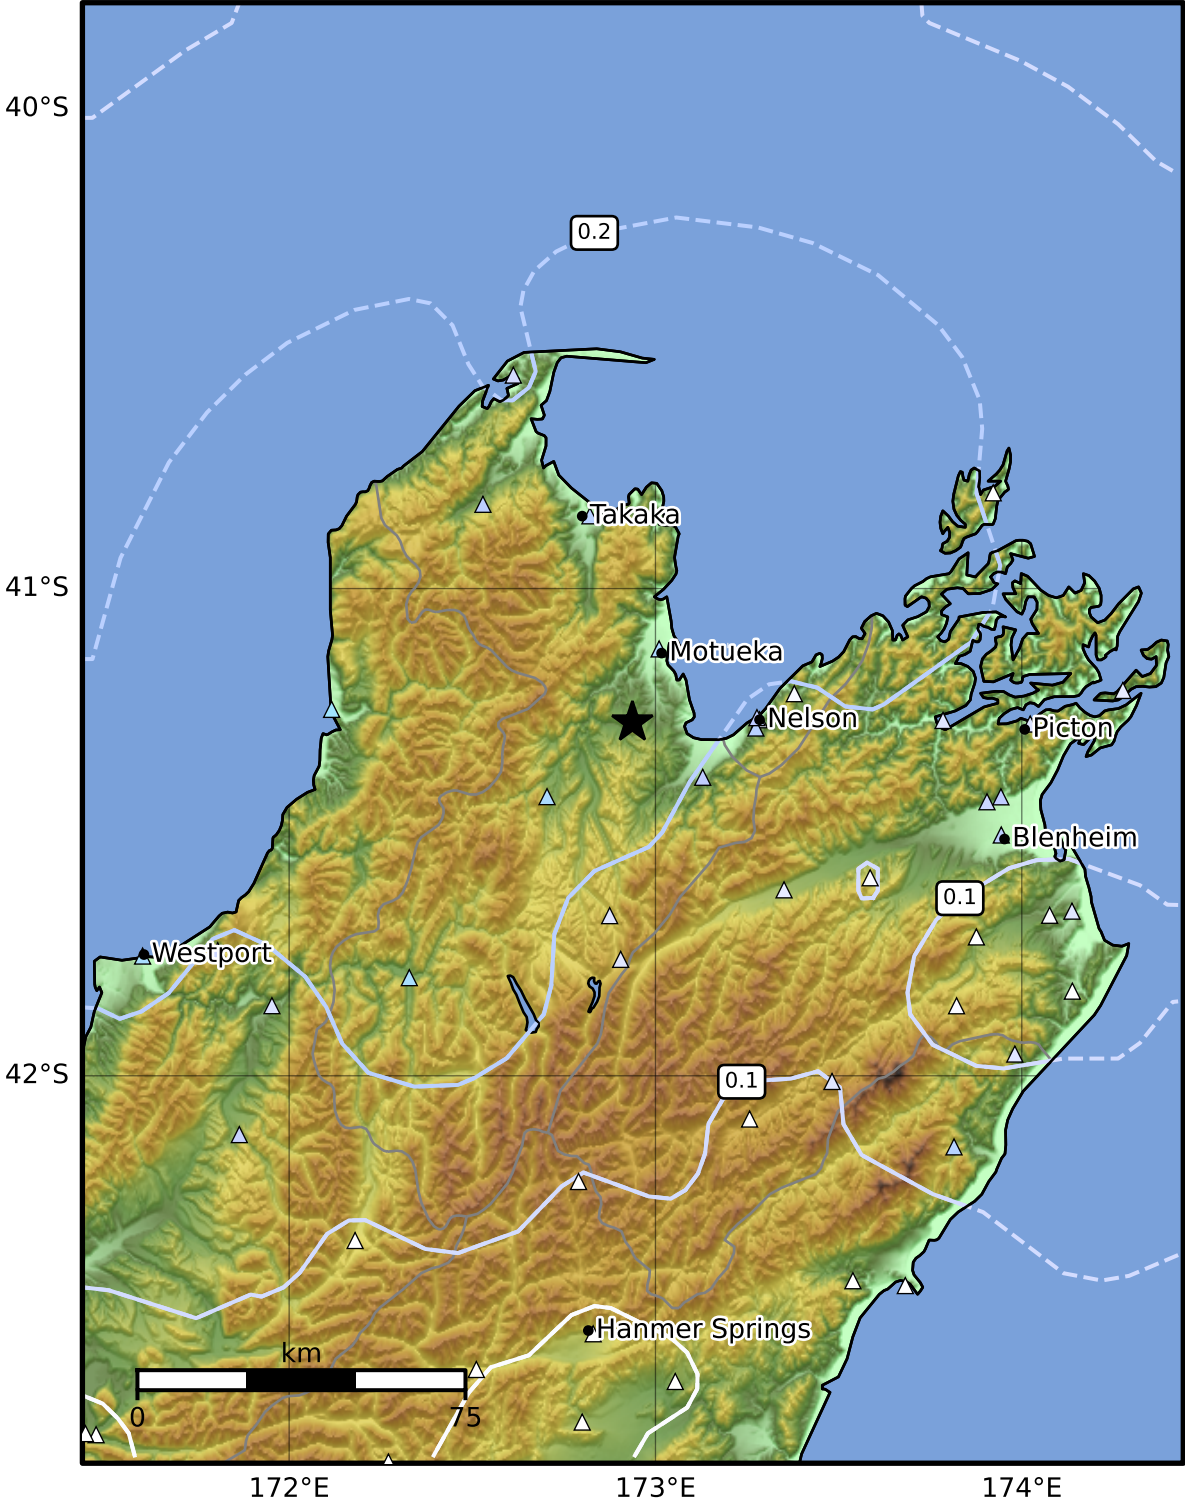 40°S
0.2
Takaka
41°S
Motueka
Nelson
Picton
Blenheim
0.1
Westport
42°S
0.1
Hanmer Springs
km
0
75
172°E
173°E
174°E